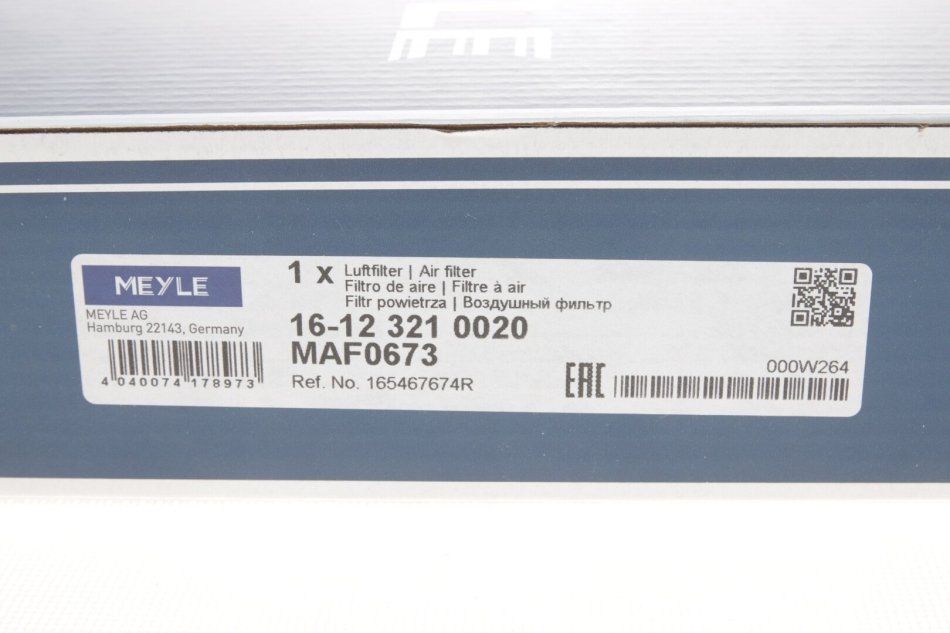 MEYLE
MEYLE AG
Hamburg 22143, Germany
4 040074 178973
1 x Luftfilter | Air filter
Filtro de aire | Filtre à air
Filtr powietrza | Воздушный фильтр
16-12 321 0020
MAF0673
Ref. No. 165467674R
EAC
000W264